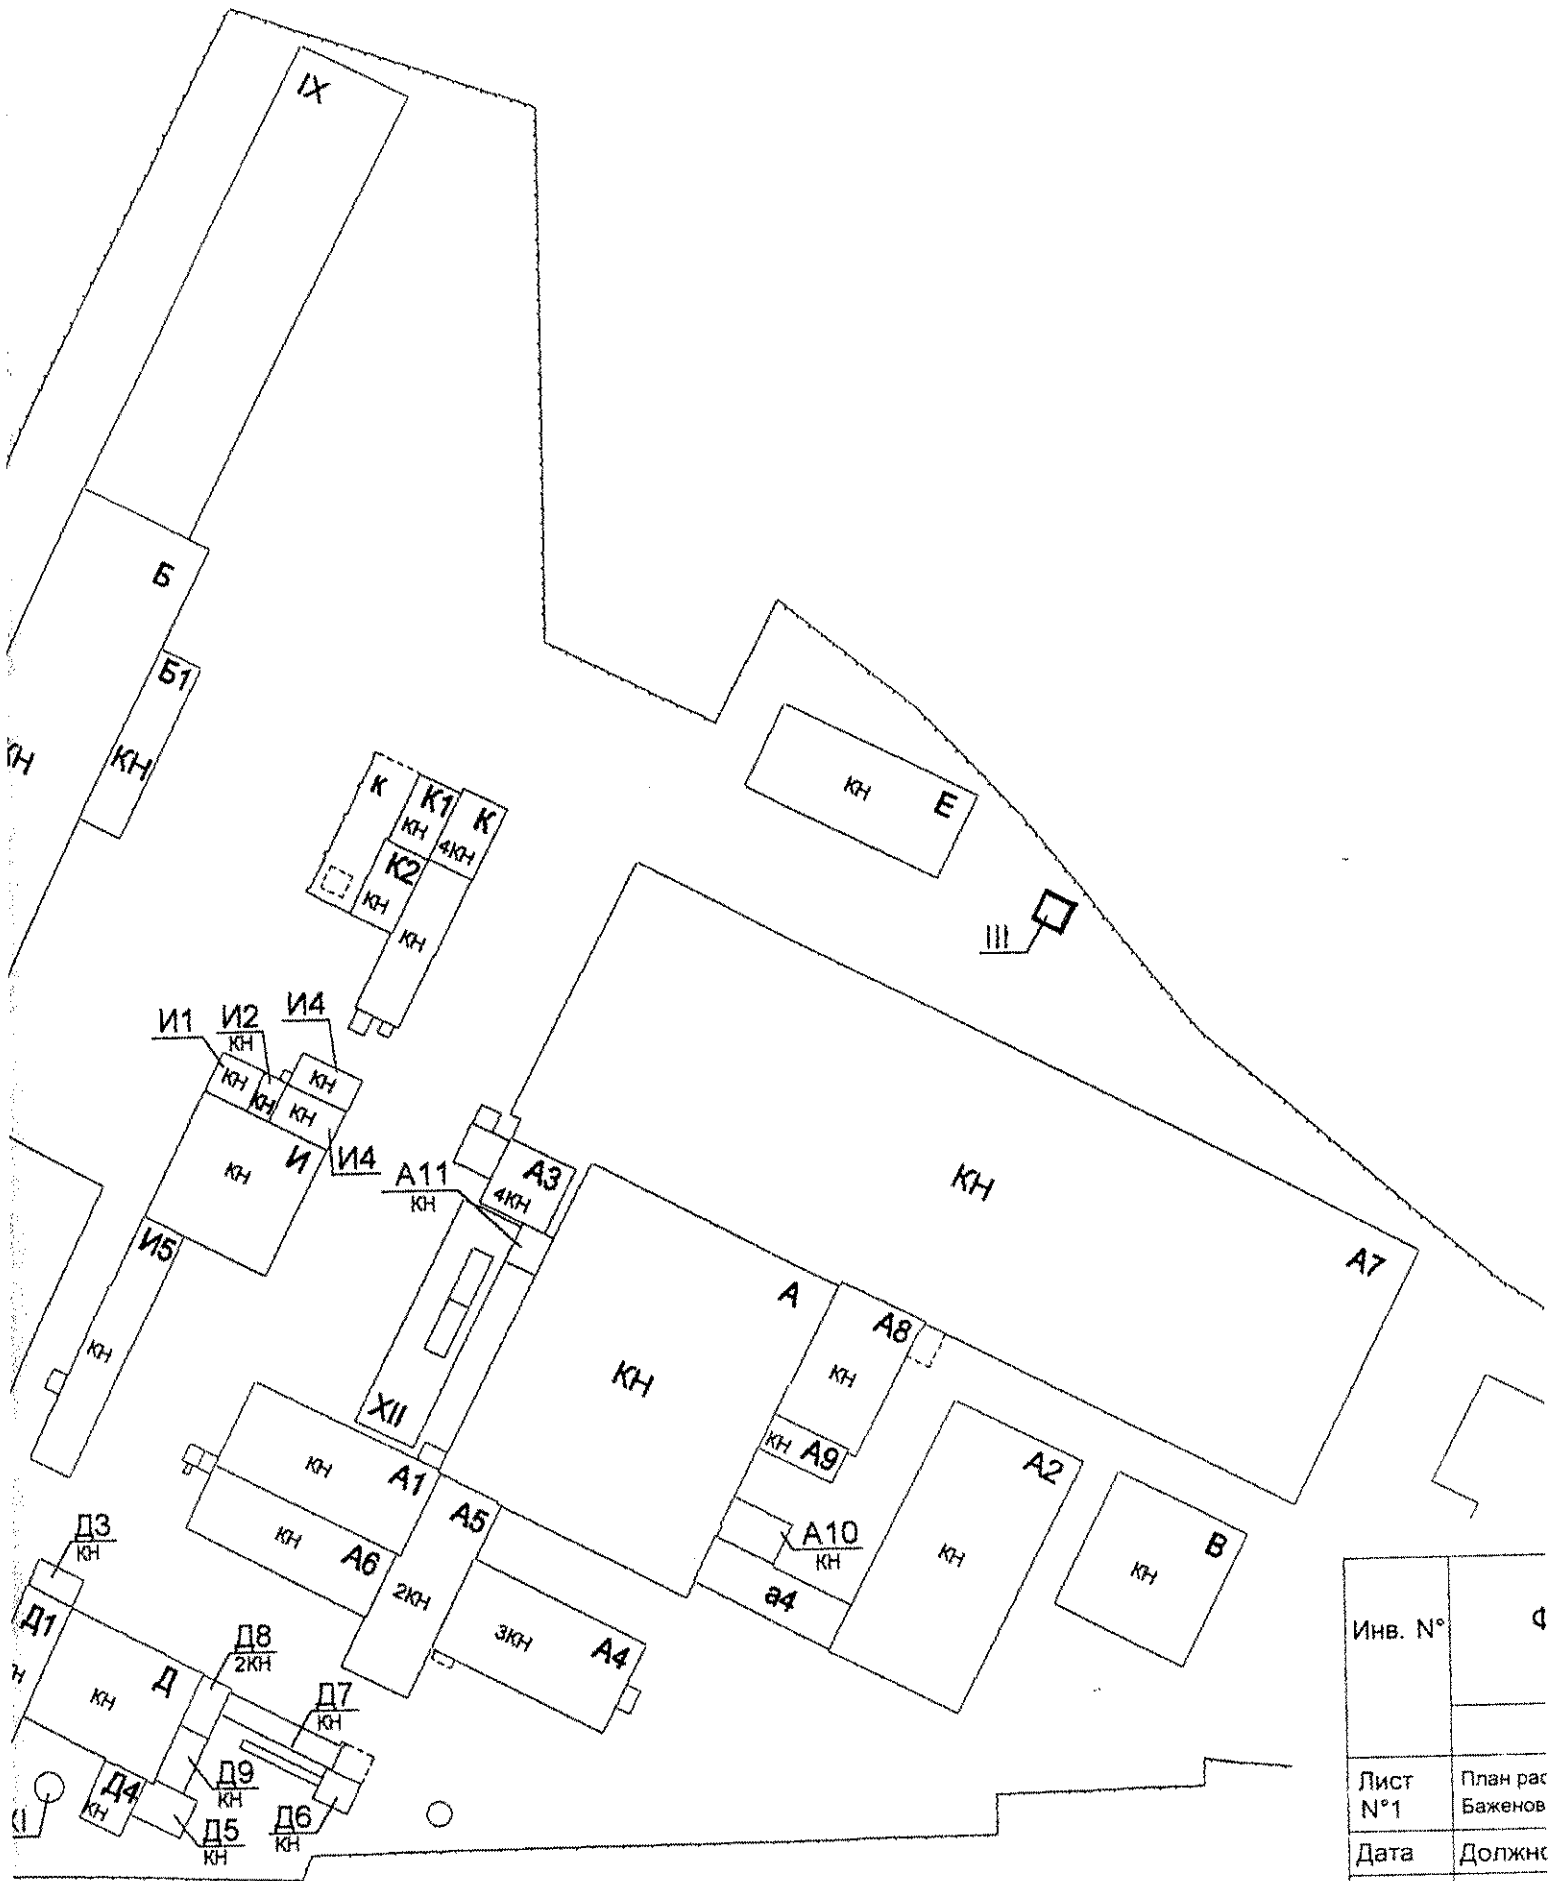 IX
Б
Б1
КН
КН
К
К1
К
КН
4КН
К2
КН
КН
КН
Е
III
И1
И2
КН
И4
КН
КН
КН
КН
И
И4
КН
А3
4КН
А11
КН
КН
И5
КН
А7
А
А8
КН
КН
XII
КН
А9
КН
А1
А2
КН
А5
КН
А6
2КН
А10
КН
КН
В
КН
а4
3КН
А4
Д3
КН
Д1
Д8
2КН
Д
КН
Д7
КН
Д9
КН
Д4
КН
Д5
КН
Д6
КН
Инв. N°
Ф
Лист
N°1
План рас
Баженов
Дата
Должно